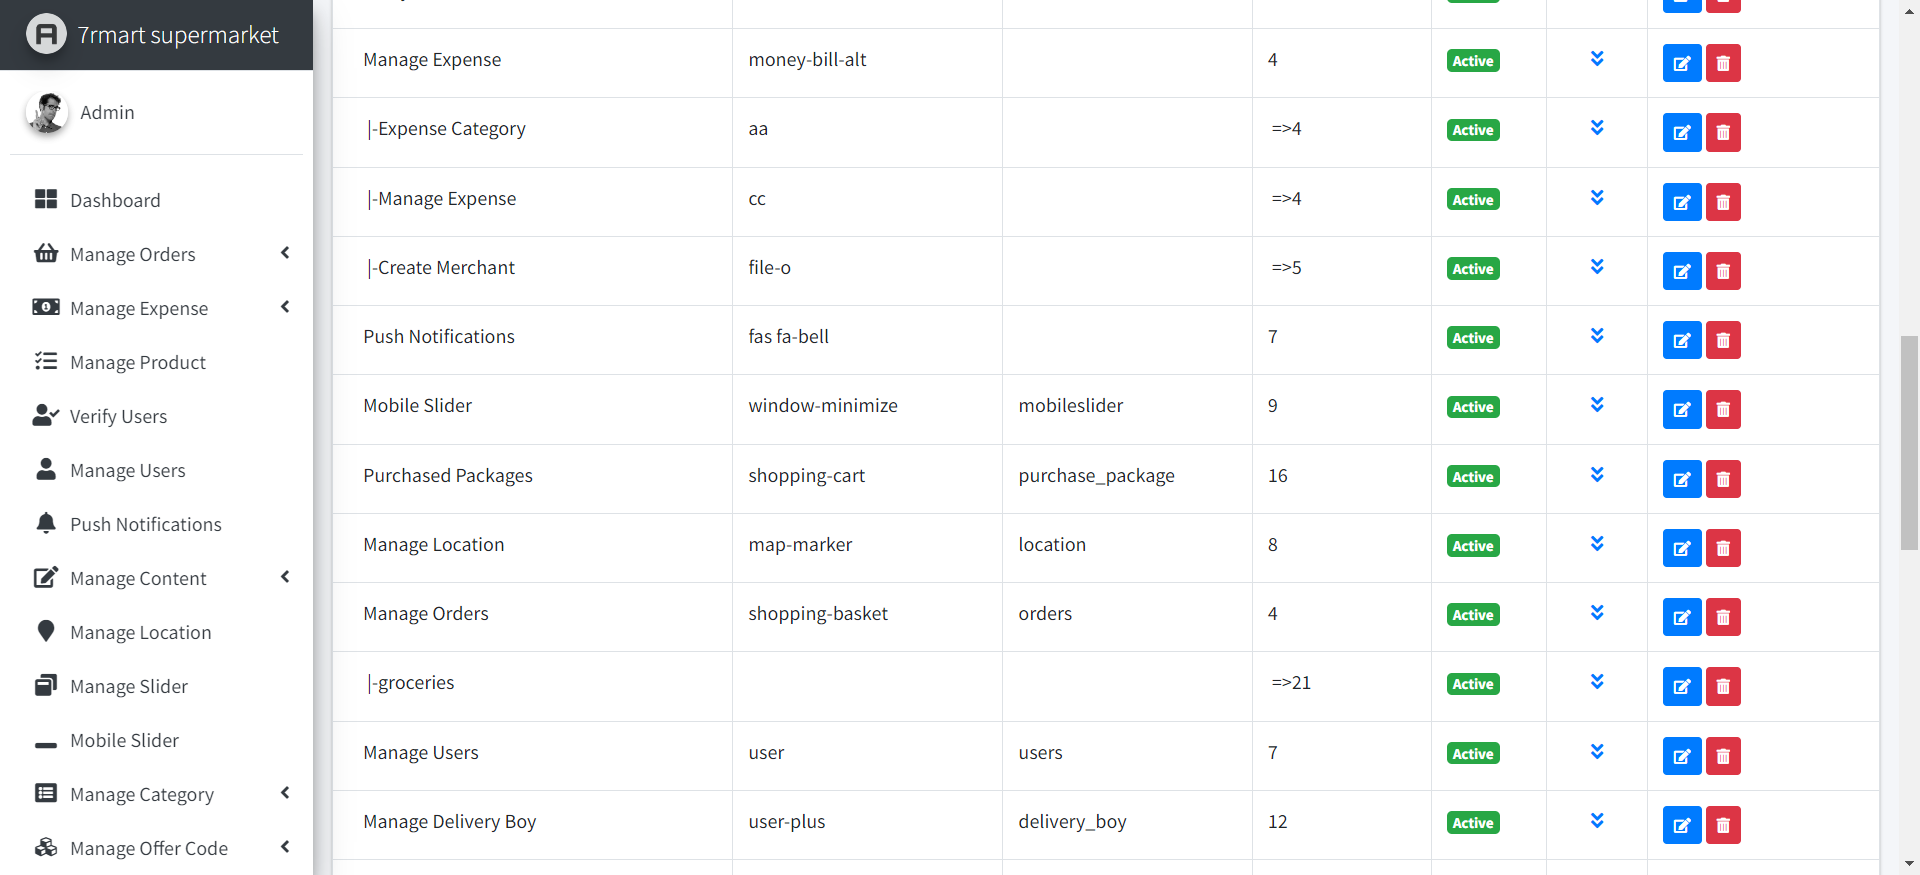 7rmart supermarket
Admin
Dashboard
Manage Orders
Manage Expense
Manage Product
Verify Users
Manage Users
Push Notifications
Manage Content
Manage Location
Manage Slider
Mobile Slider
Manage Category
Manage Offer Code
Manage Expense money-bill-alt 4 Active
|-Expense Category aa =>4 Active
|-Manage Expense cc =>4 Active
|-Create Merchant file-o =>5 Active
Push Notifications fas fa-bell 7 Active
Mobile Slider window-minimize mobileslider 9 Active
Purchased Packages shopping-cart purchase_package 16 Active
Manage Location map-marker location 8 Active
Manage Orders shopping-basket orders 4 Active
|-groceries =>21 Active
Manage Users user users 7 Active
Manage Delivery Boy user-plus delivery_boy 12 Active